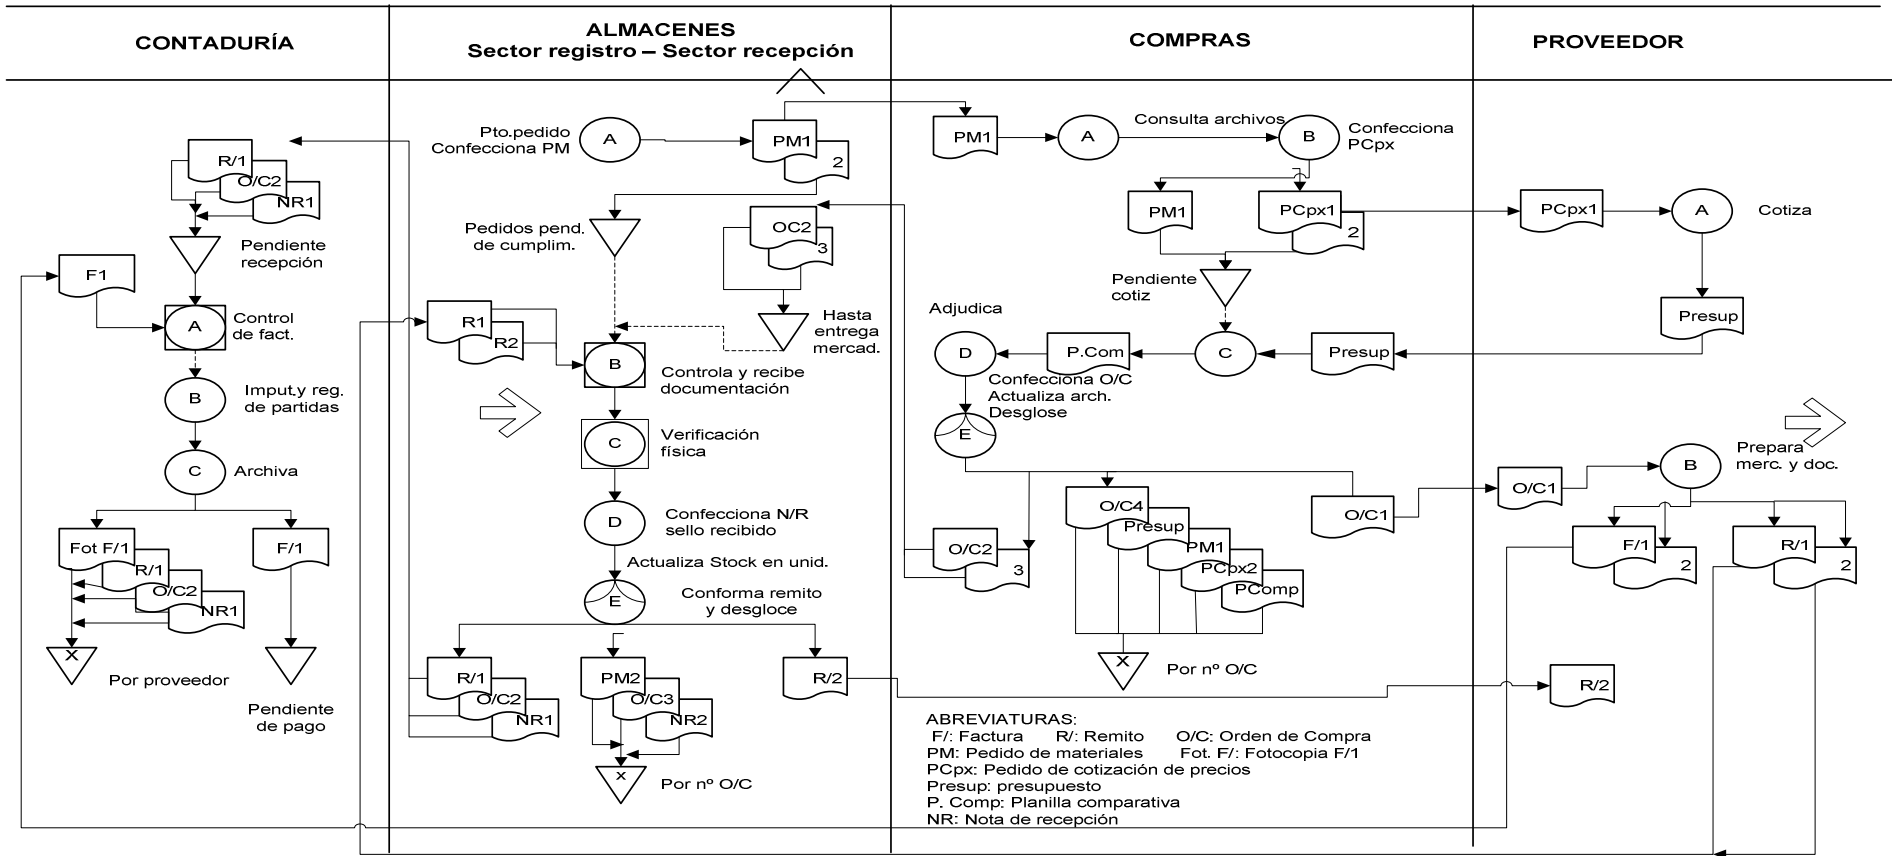 CONTADURÍA
R/1
O/C2
NR1
Pendiente
recepción
F1
A
Control
de fact.
B
Imput.y reg.
de partidas
C
Archiva
Fot F/1
R/1
O/C2
NR1
F/1
X
Por proveedor
Pendiente
de pago
ALMACENES
Sector registro – Sector recepción
Pto.pedido
Confecciona PM
A
PM1
2
Pedidos pend.
de cumplim.
OC2
3
Hasta
entrega
mercad.
R1
R2
B
Controla y recibe
documentación
C
Verificación
física
D
Confecciona N/R
sello recibido
Actualiza Stock en unid.
E
Conforma remito
y desgloce
R/1
O/C2
NR1
PM2
O/C3
NR2
R/2
x
Por nº O/C
COMPRAS
PM1
A
Consulta archivos
B
Confecciona
PCpx
PM1
PCpx1
2
Pendiente
cotiz
Adjudica
D
P.Com
C
Presup
Confecciona O/C
Actualiza arch.
Desglose
E
O/C2
3
O/C4
Presup
PM1
PCpx2
PComp
O/C1
X
Por nº O/C
ABREVIATURAS:
F/: Factura R/: Remito O/C: Orden de Compra
PM: Pedido de materiales Fot. F/: Fotocopia F/1
PCpx: Pedido de cotización de precios
Presup: presupuesto
P. Comp: Planilla comparativa
NR: Nota de recepción
PROVEEDOR
PCpx1
A
Cotiza
Presup
O/C1
B
Prepara
merc. y doc.
F/1
2
R/1
2
R/2